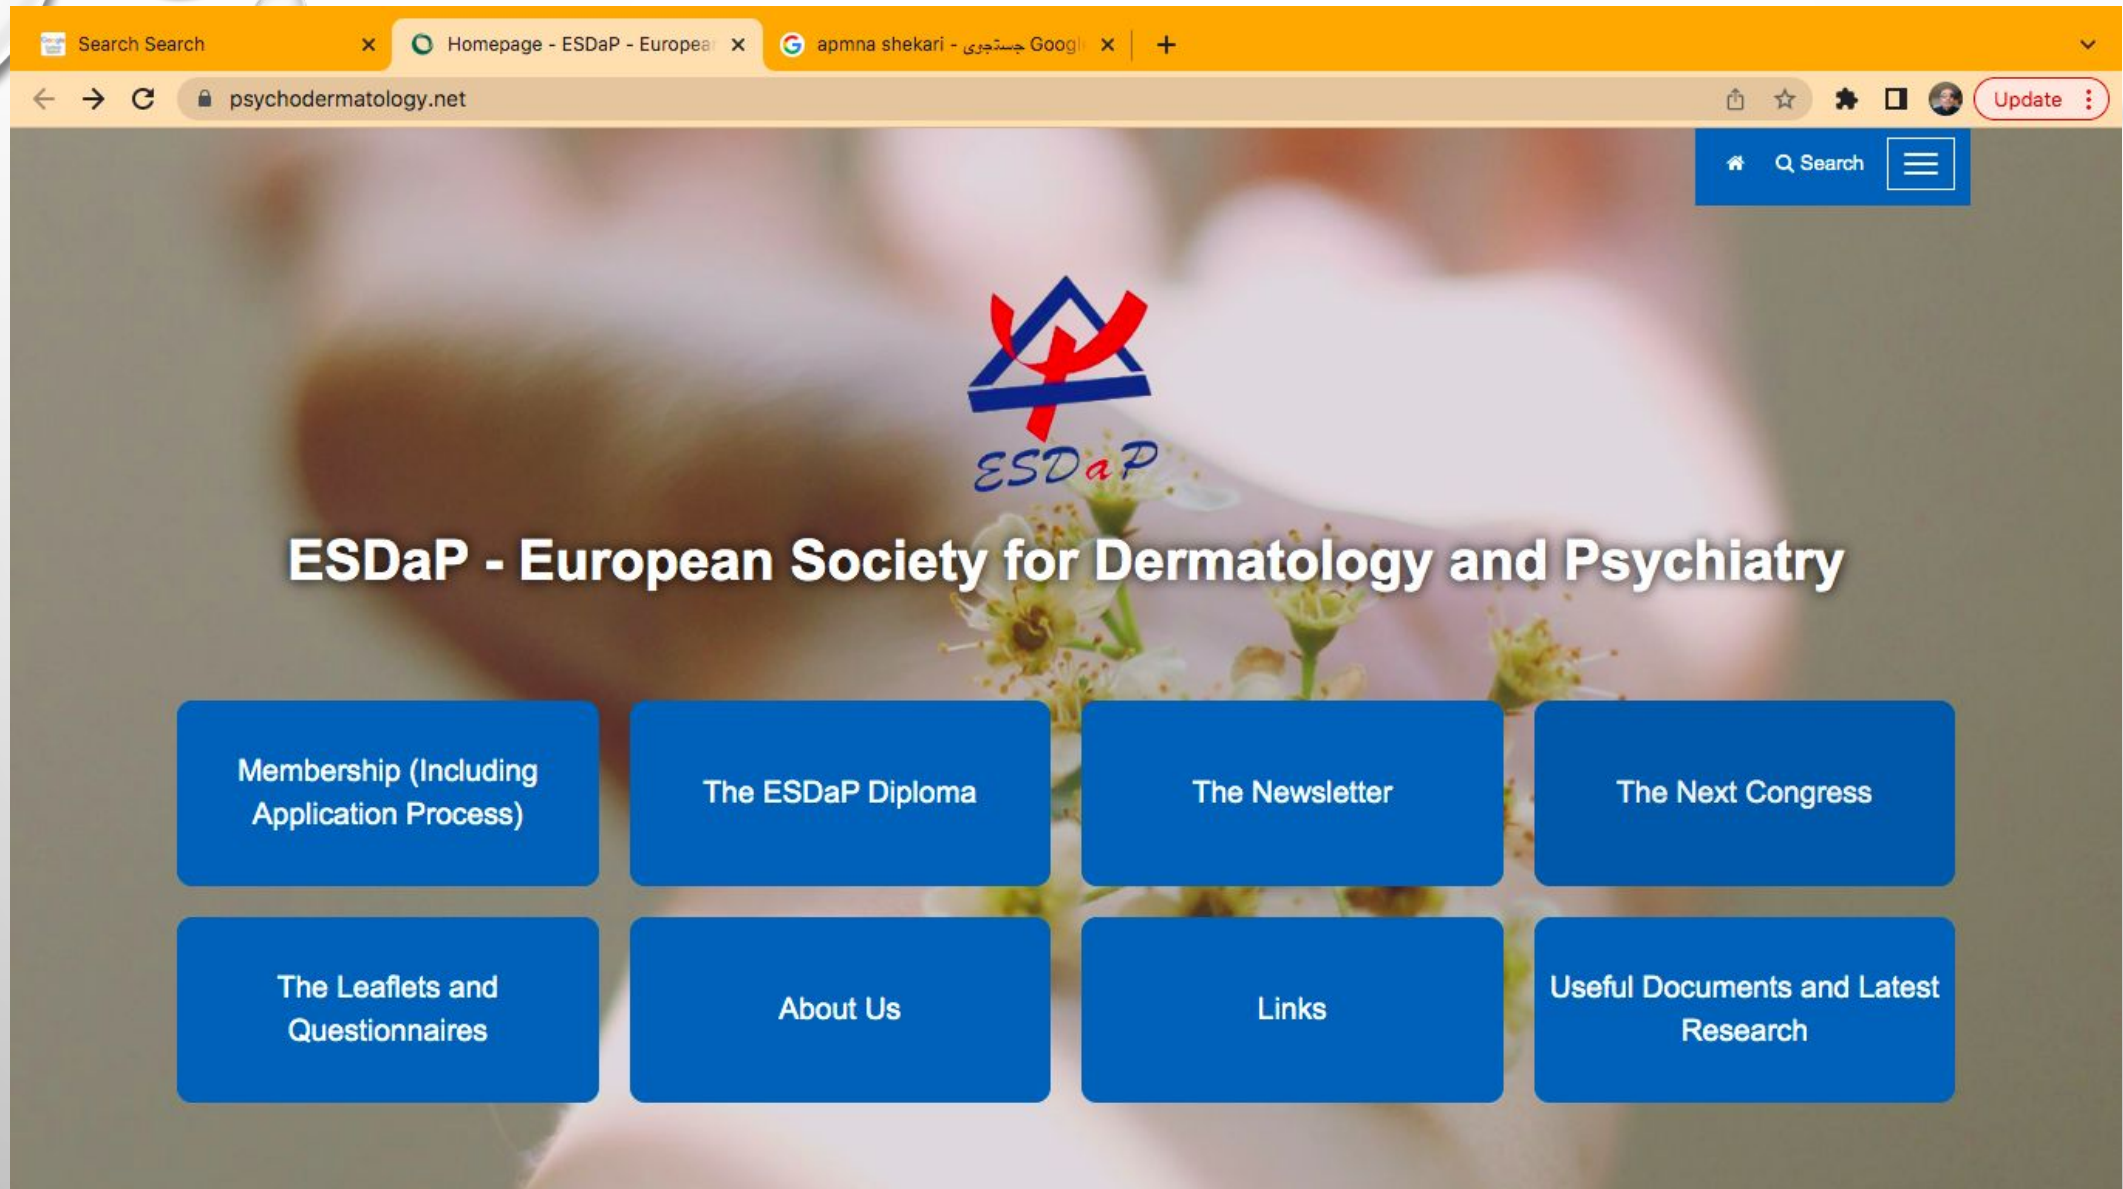 Search Search
Homepage - ESDaP - European
apmna shekari - جستجوی Googl
psychodermatology.net
Update
Search
ESDaP
ESDaP - European Society for Dermatology and Psychiatry
Membership (Including
Application Process)
The ESDaP Diploma
The Newsletter
The Next Congress
The Leaflets and
Questionnaires
About Us
Links
Useful Documents and Latest
Research